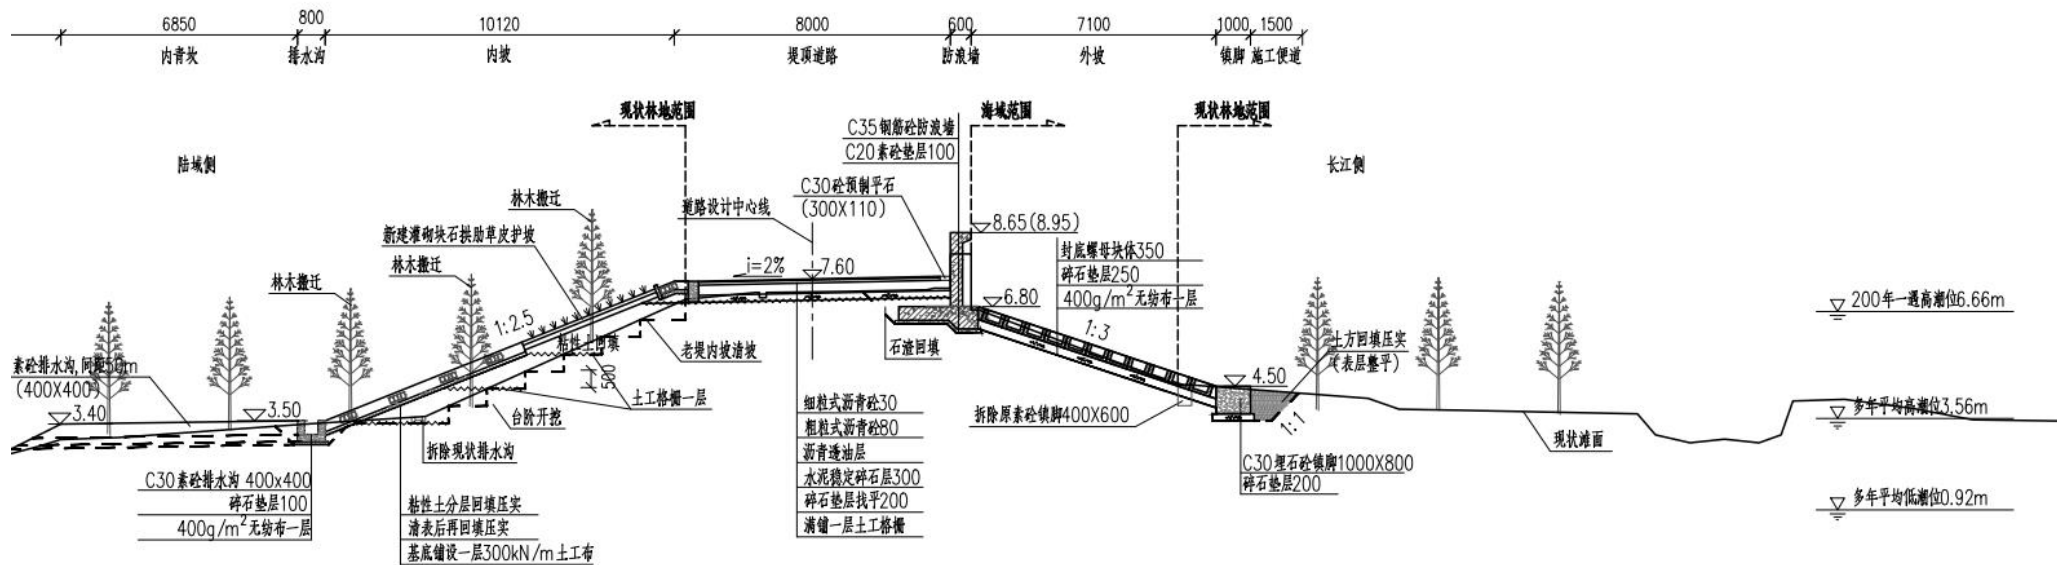 6850
800
10120
8000
600
7100
1000
1500
内青坎
排水沟
内坡
堤顶道路
防浪墙
外坡
镇脚
施工便道
现状林地范围
海域范围
现状林地范围
C35钢筋砼防浪墙
C20素砼垫层100
陆域侧
长江侧
C30砼预制平石
(300X110)
林木搬迁
道路设计中心线
8.65(8.95)
新建灌砌块石拱肋草皮护坡
封底螺母块体350
林木搬迁
i=2%
7.60
碎石垫层250
林木搬迁
400g/m²无纺布一层
6.80
200年一遇高潮位6.66m
1:2.5
1:3
粘性土回填
老堤内坡清坡
石渣回填
土方回填压实
(表层整平)
素砼排水沟,间距50m
(400X400)
500
土工格栅一层
4.50
3.40
3.50
台阶开挖
细粒式沥青砼30
粗粒式沥青砼80
沥青透油层
水泥稳定碎石层300
碎石垫层找平200
满铺一层土工格栅
拆除原素砼镇脚400X600
1:1
多年平均高潮位3.56m
现状滩面
拆除现状排水沟
C30素砼排水沟 400x400
碎石垫层100
400g/m²无纺布一层
粘性土分层回填压实
清表后再回填压实
基底铺设一层300kN/m土工布
C30埋石砼镇脚1000X800
碎石垫层200
多年平均低潮位0.92m